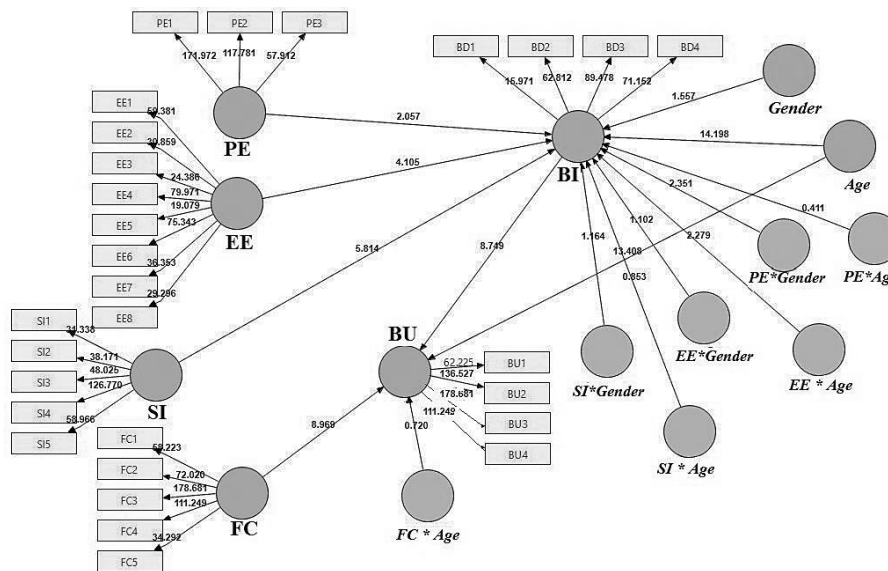 PE1
PE2
PE3
171.972
117.781
57.912
PE
BD1
BD2
BD3
BD4
15.971
62.812
89.478
71.152
BI
1.557
Gender
14.198
Age
2.057
4.105
5.814
8.749
EE1
EE2
EE3
EE4
EE5
EE6
EE7
EE8
59.381
30.859
24.386
79.971
19.079
75.343
36.353
29.296
EE
2.351
0.411
1.102
2.279
1.164
13.408
0.853
PE*Gender
PE*Ag
EE*Gender
EE * Age
SI*Gender
SI * Age
SI1
SI2
SI3
SI4
SI5
31.338
38.171
48.025
126.770
58.966
SI
BU
BU1
BU2
BU3
BU4
62.225
136.527
178.681
111.249
8.969
0.720
FC * Age
FC1
FC2
FC3
FC4
FC5
58.223
72.020
178.681
111.249
34.292
FC